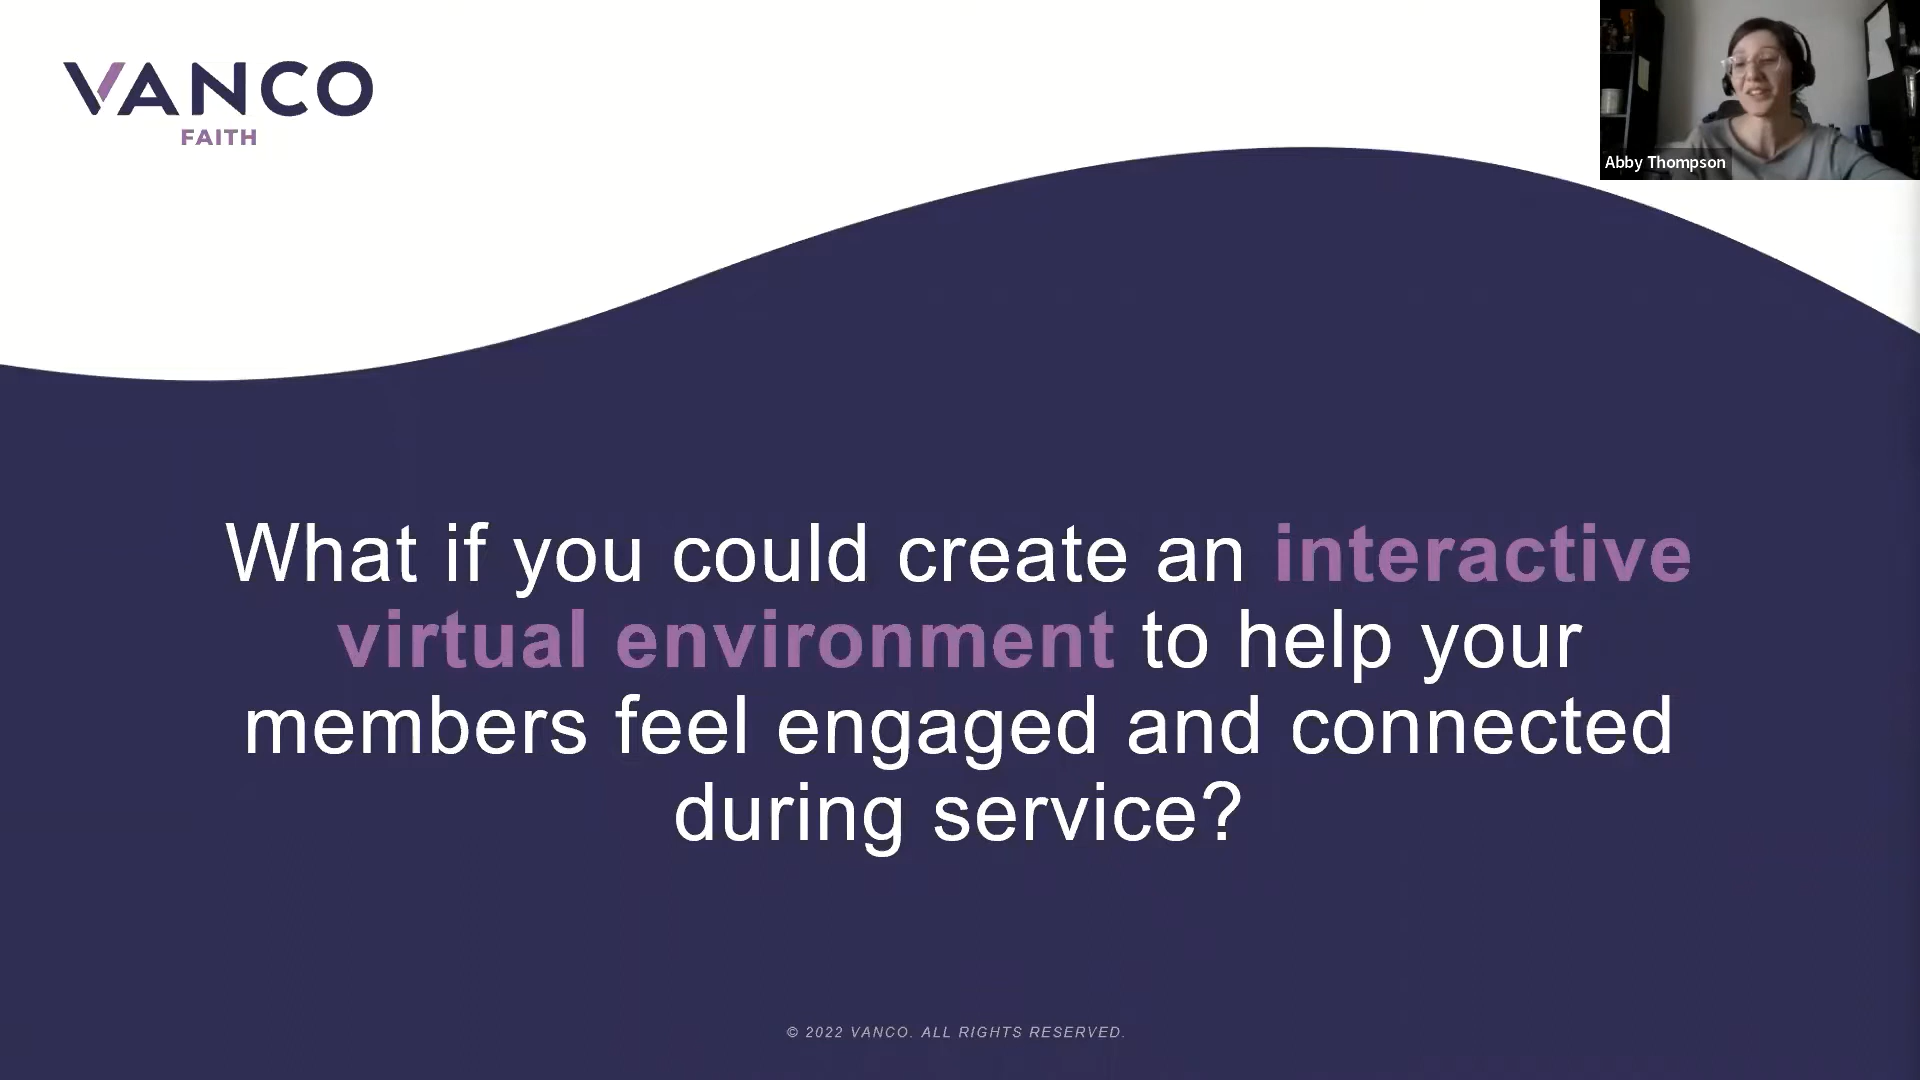 VANCO
FAITH
Abby Thompson
What if you could create an interactive
virtual environment to help your
members feel engaged and connected
during service?
© 2022 VANCO. ALL RIGHTS RESERVED.